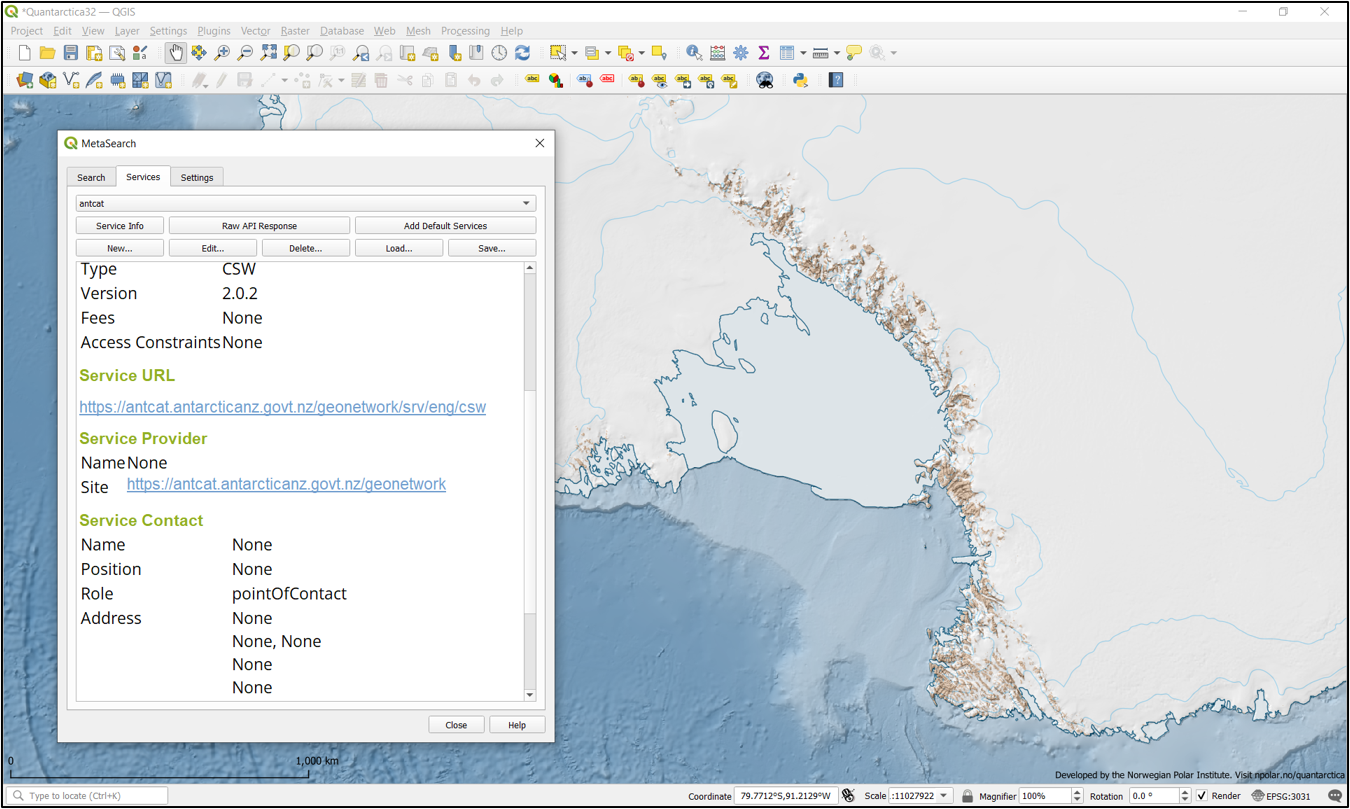 *Quantarctica32 — QGIS
Project Edit View Layer Settings Plugins Vector Raster Database Web Mesh Processing Help
MetaSearch
Search Services Settings
antcat
Service Info Raw API Response Add Default Services
New... Edit... Delete... Load... Save...
Type CSW
Version 2.0.2
Fees None
Access Constraints None
Service URL
https://antcat.antarcticanz.govt.nz/geonetwork/srv/eng/csw
Service Provider
Name None
Site https://antcat.antarcticanz.govt.nz/geonetwork
Service Contact
Name None
Position None
Role pointOfContact
Address None
None, None
None
None
Close Help
0 1,000 km
Developed by the Norwegian Polar Institute. Visit npolar.no/quantarctica
Type to locate (Ctrl+K) Coordinate 79.7712°S,91.2129°W Scale :11027922 Magnifier 100% Rotation 0.0 ° Render EPSG:3031